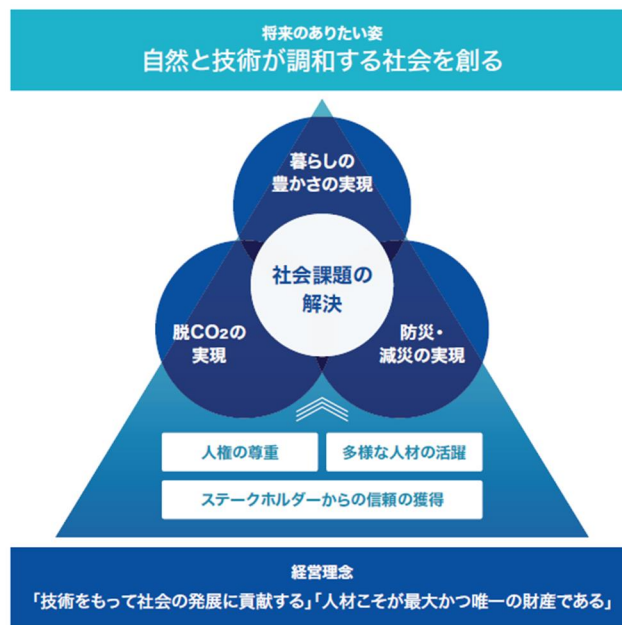 将来のありたい姿
自然と技術が調和する社会を創る
暮らしの
豊かさの実現
社会課題の
解決
脱CO₂の
実現
防災・
減災の実現
人権の尊重
多様な人材の活躍
ステークホルダーからの信頼の獲得
経営理念
「技術をもって社会の発展に貢献する」「人材こそが最大かつ唯一の財産である」